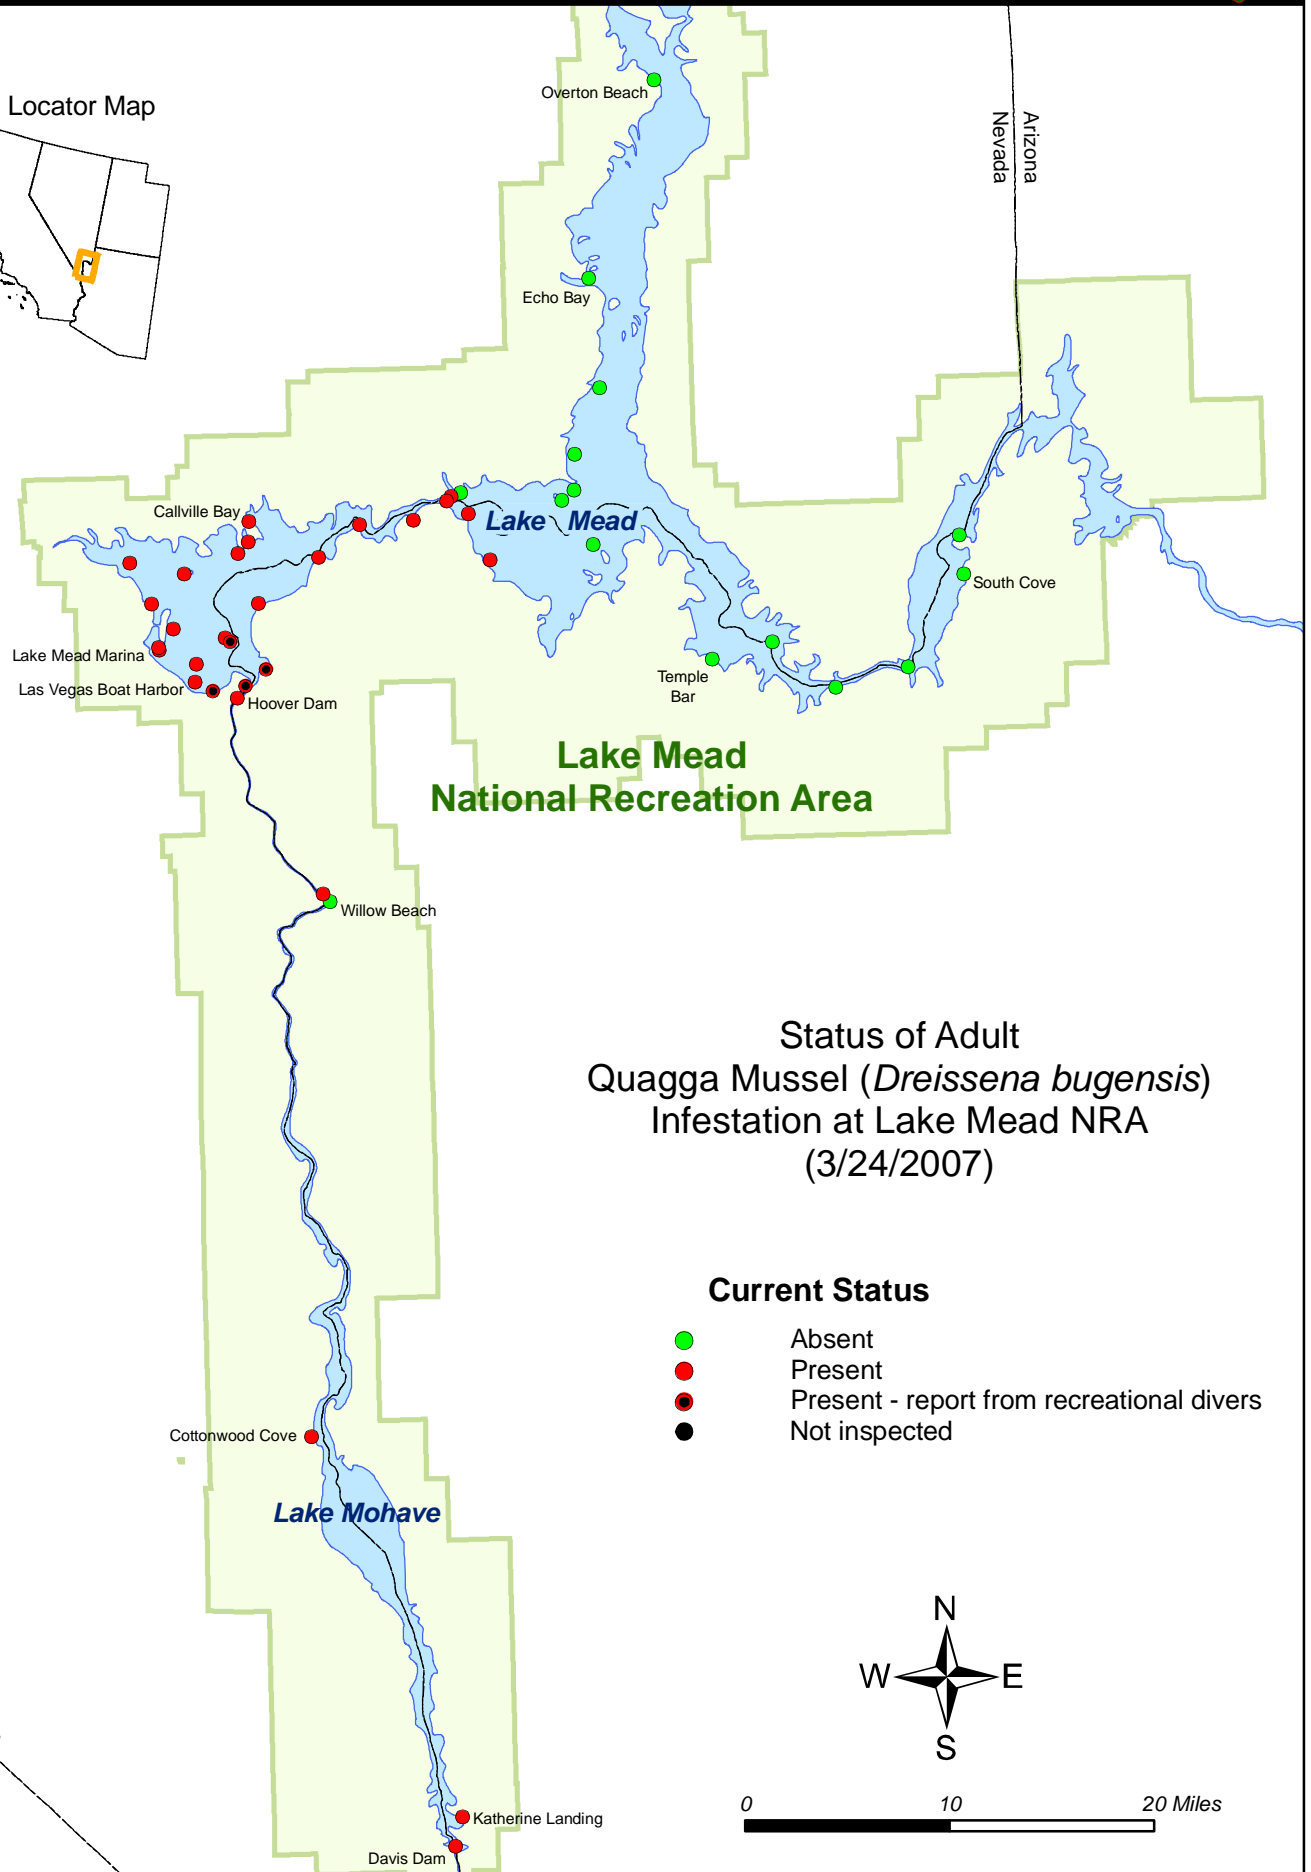 Overton Beach
Locator Map
Arizona
Nevada
Echo Bay
Callville Bay
Lake Mead
South Cove
Lake Mead Marina
Temple
Bar
Las Vegas Boat Harbor
Hoover Dam
Lake Mead
National Recreation Area
Willow Beach
Status of Adult
Quagga Mussel (Dreissena bugensis)
Infestation at Lake Mead NRA
(3/24/2007)
Current Status
Absent
Present
Present - report from recreational divers
Not inspected
Cottonwood Cove
Lake Mohave
N
W E
S
0 10 20 Miles
Katherine Landing
Davis Dam